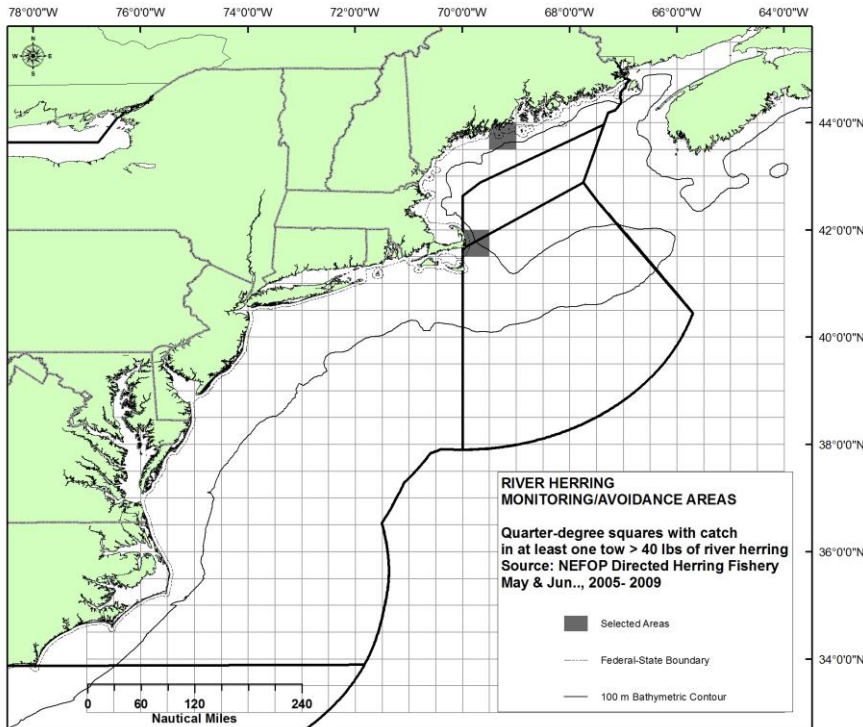 78°0'0"W 76°0'0"W 74°0'0"W 72°0'0"W 70°0'0"W 68°0'0"W 66°0'0"W 64°0'0"W
N
W E
S
44°0'0"N
42°0'0"N
40°0'0"N
38°0'0"N
36°0'0"N
34°0'0"N
RIVER HERRING
MONITORING/AVOIDANCE AREAS
Quarter-degree squares with catch
in at least one tow > 40 lbs of river herring
Source: NEFOP Directed Herring Fishery
May & Jun.., 2005- 2009
Selected Areas
Federal-State Boundary
100 m Bathymetric Contour
0 60 120 240
Nautical Miles